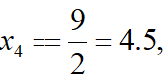 x₄ == 9/2 = 4.5,